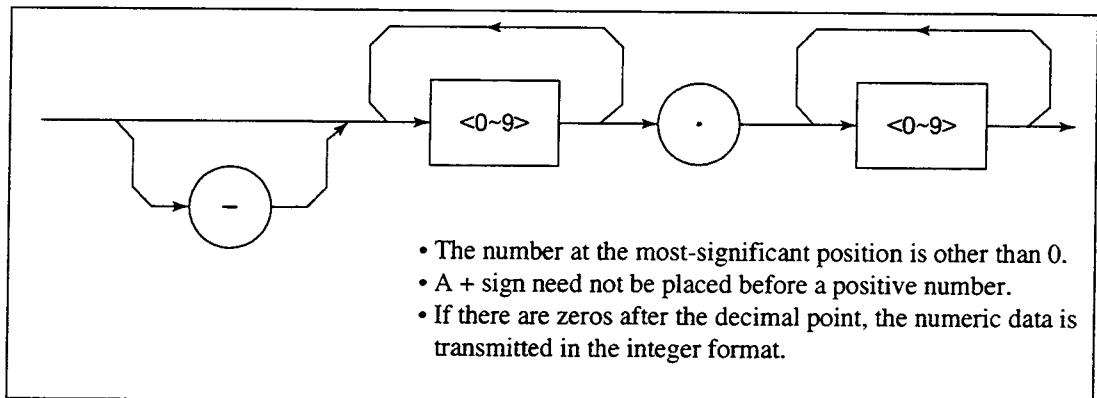 <0~9>
.
<0~9>
−
• The number at the most-significant position is other than 0.
• A + sign need not be placed before a positive number.
• If there are zeros after the decimal point, the numeric data is
transmitted in the integer format.